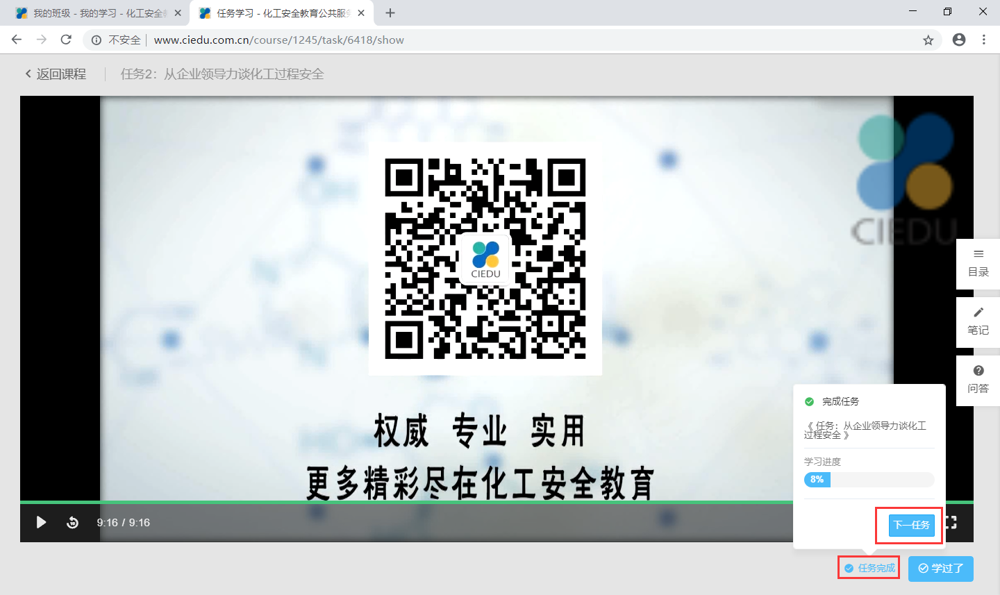 我的班级 - 我的学习 - 化工安全
任务学习 - 化工安全教育公共服
不安全
www.ciedu.com.cn/course/1245/task/6418/show
返回课程
任务2：从企业领导力谈化工过程安全
CIEDU
CIEDU
目录
笔记
问答
权威 专业 实用
更多精彩尽在化工安全教育
完成任务
《 任务：从企业领导力谈化工
过程安全 》
学习进度
8%
下一任务
10
9:16 / 9:16
任务完成
学过了